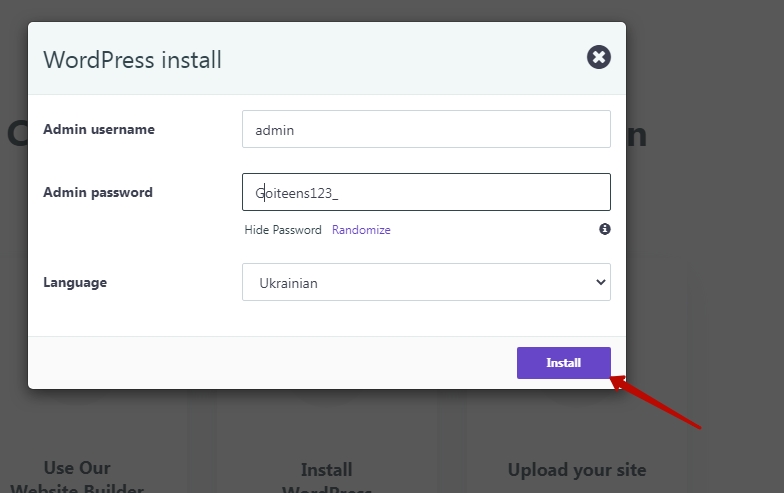 WordPress install
Admin username
admin
Admin password
Goiteens123_
Hide Password Randomize
Language
Ukrainian
Install
Use Our
Website Builder
Install
WordPress
Upload your site